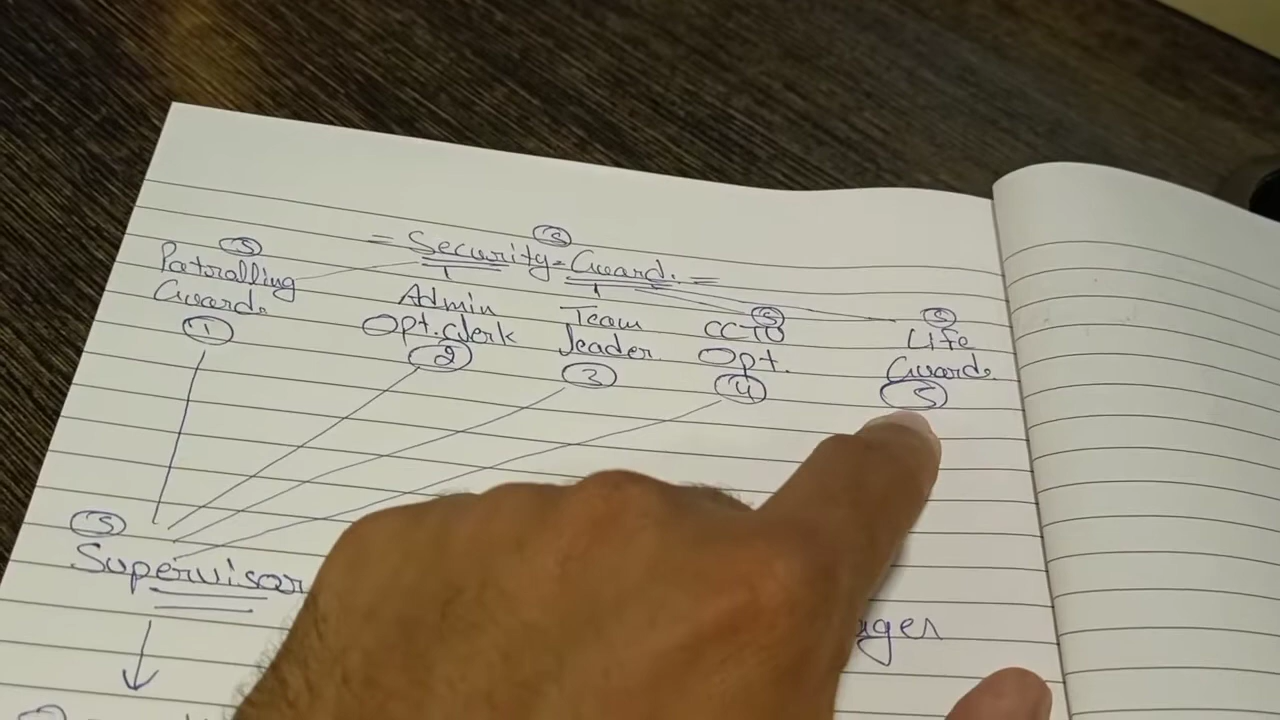 Ⓢ
= Security = Guard. =
Ⓢ
Patrolling
Guard.
①
Admin
Opt. Clerk
②
Team
Leader
③
Ⓢ
CCTV
Opt.
④
Ⓢ
Life
Guard.
⑤
Ⓢ
Supervisor